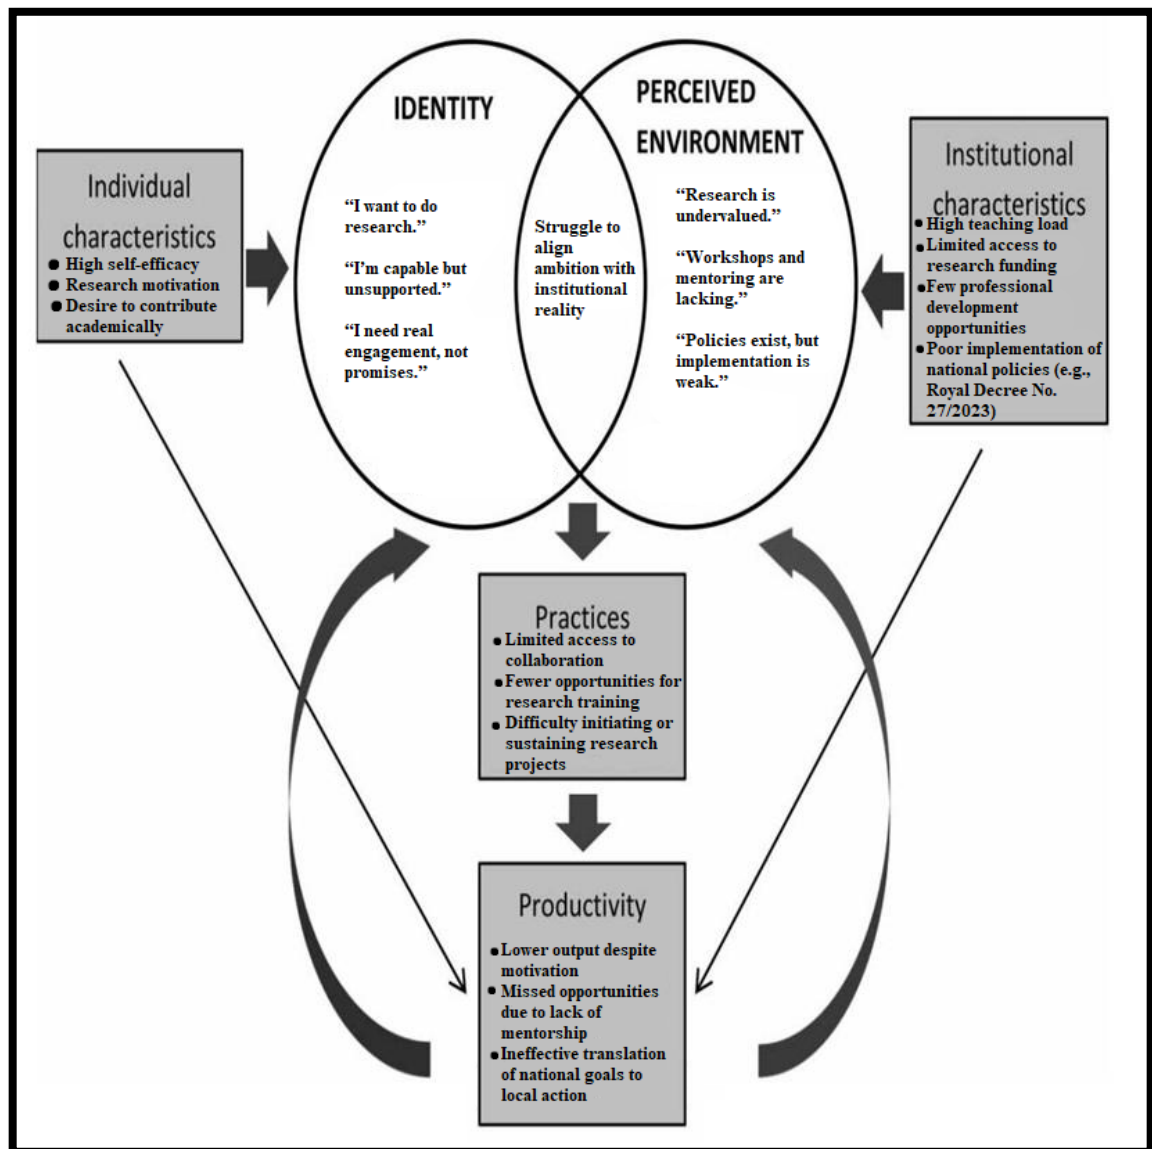 IDENTITY
PERCEIVED
ENVIRONMENT
Individual
characteristics
● High self-efficacy
● Research motivation
● Desire to contribute
academically
“I want to do
research.”
“I’m capable but
unsupported.”
“I need real
engagement, not
promises.”
Struggle to
align
ambition with
institutional
reality
“Research is
undervalued.”
“Workshops and
mentoring are
lacking.”
“Policies exist, but
implementation is
weak.”
Institutional
characteristics
● High teaching load
● Limited access to
research funding
● Few professional
development
opportunities
● Poor implementation of
national policies (e.g.,
Royal Decree No.
27/2023)
Practices
● Limited access to
collaboration
● Fewer opportunities for
research training
● Difficulty initiating or
sustaining research
projects
Productivity
● Lower output despite
motivation
● Missed opportunities
due to lack of
mentorship
● Ineffective translation
of national goals to
local action